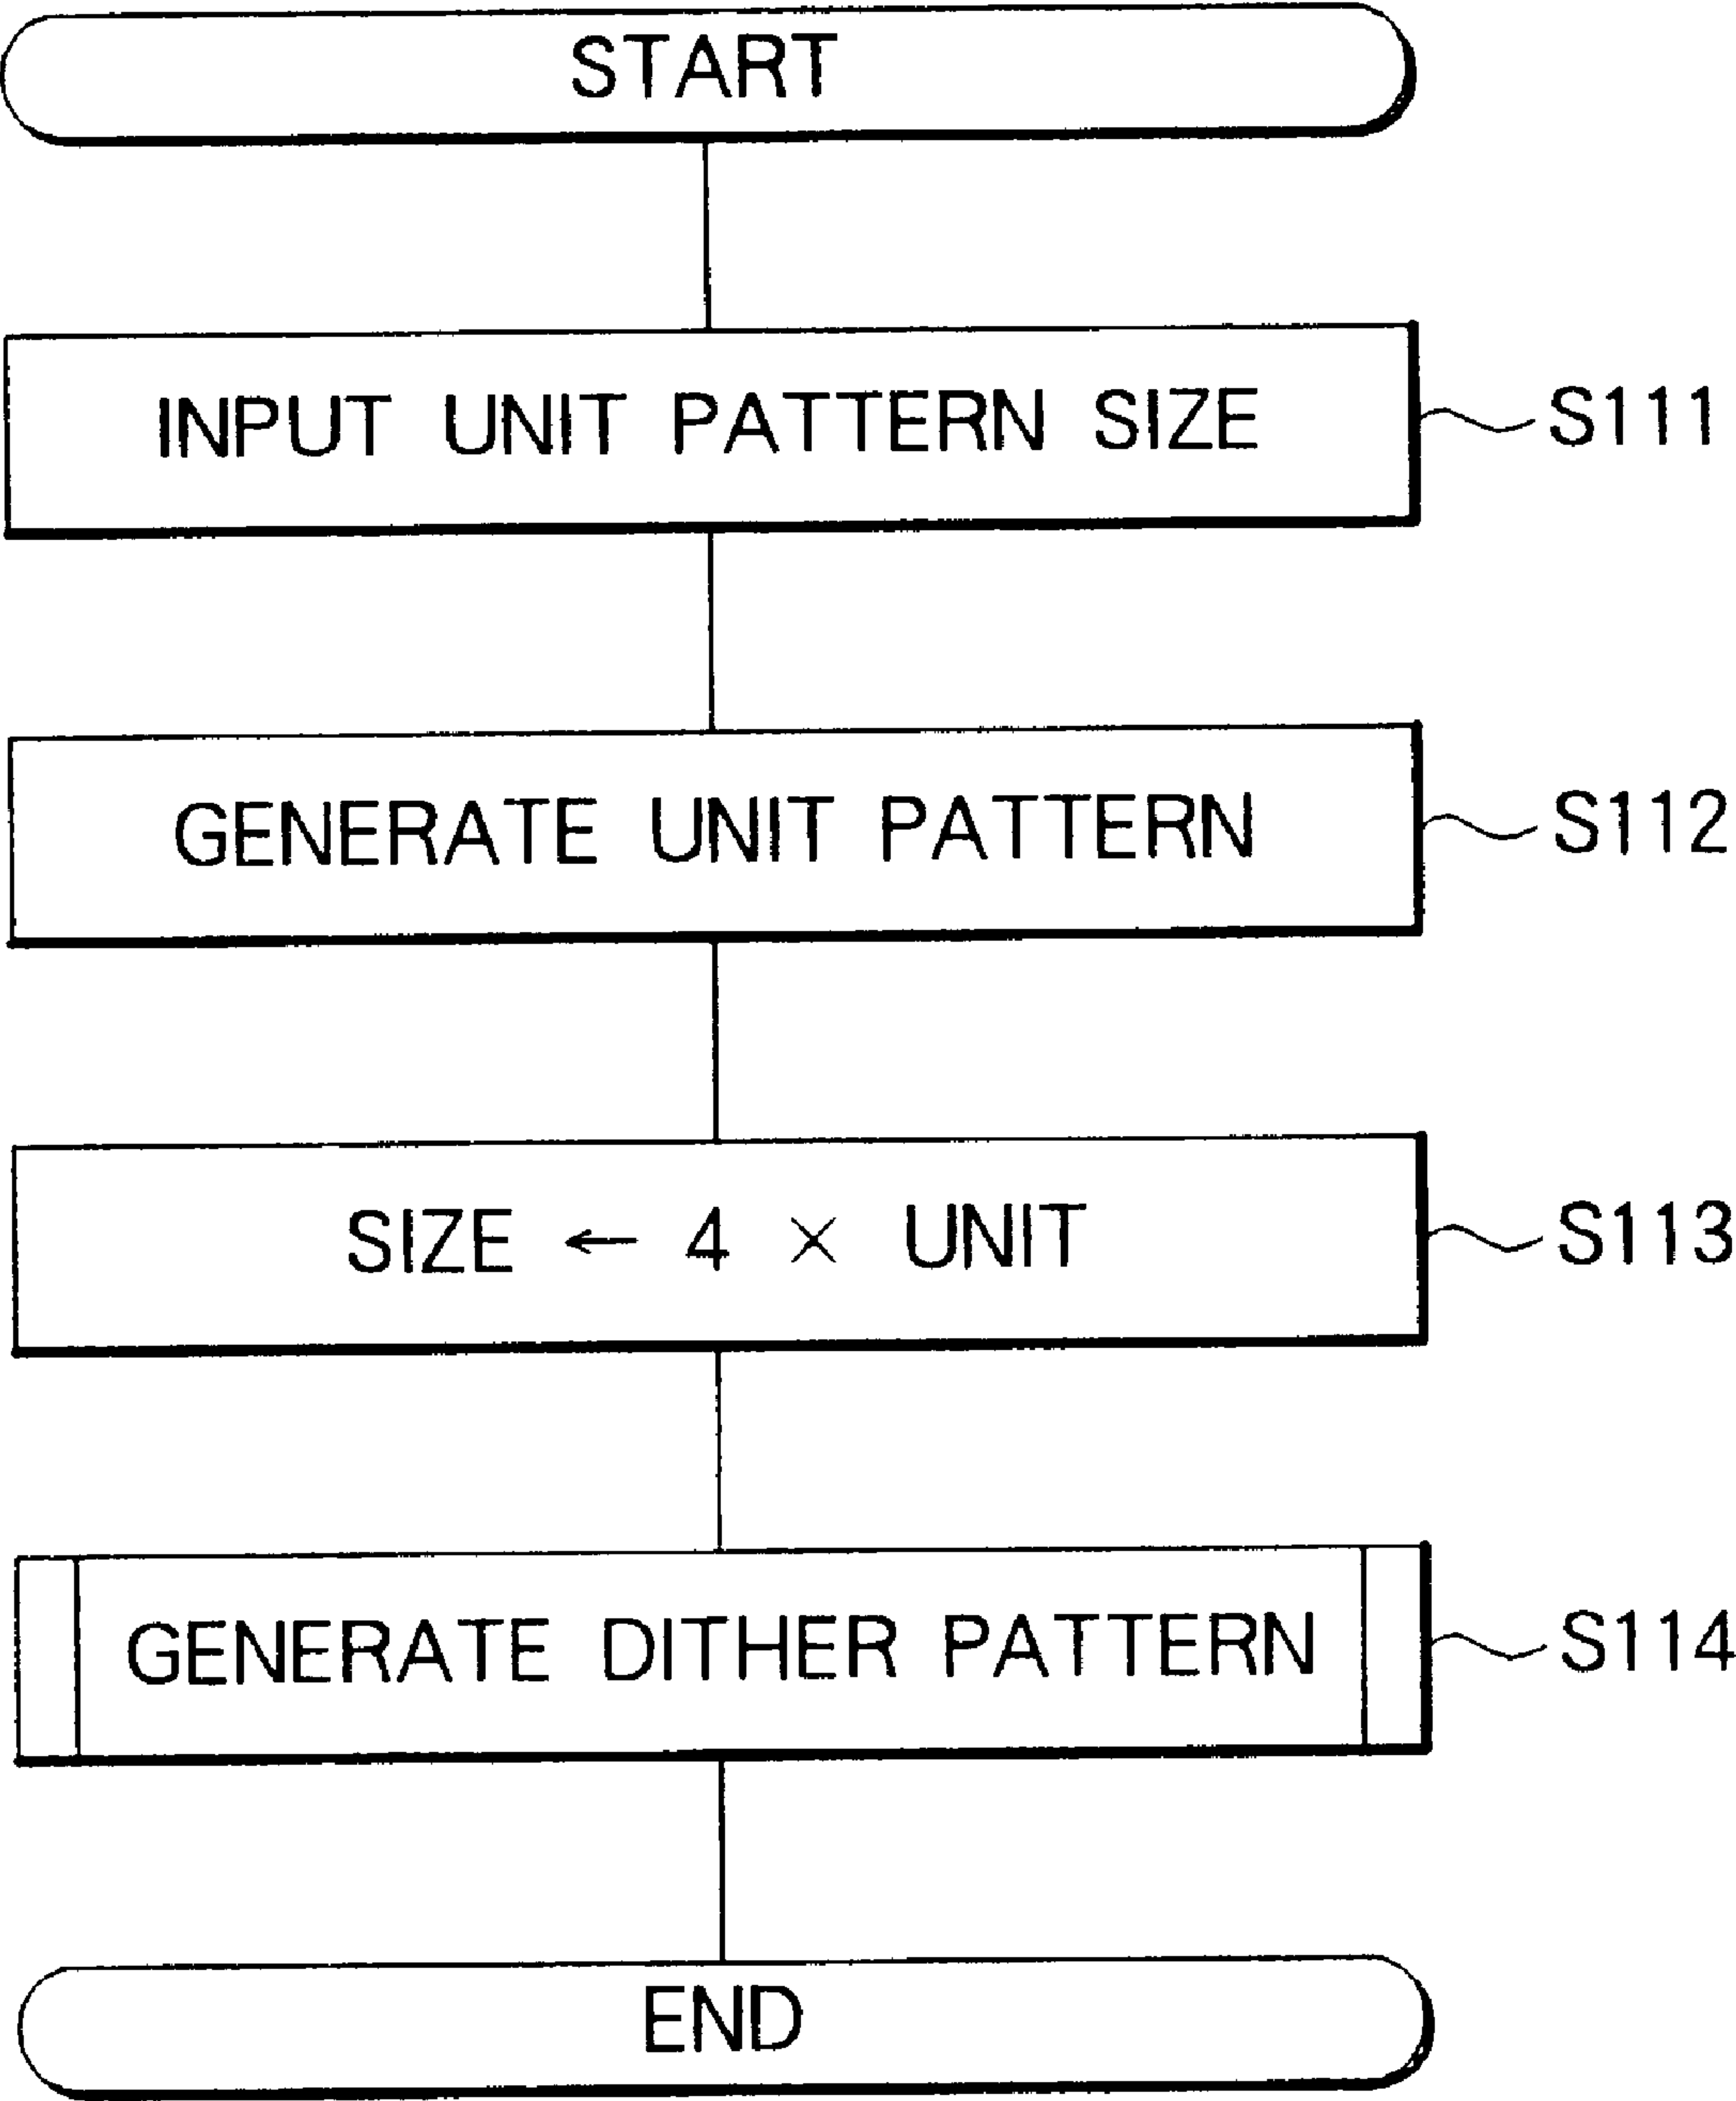 START
INPUT UNIT PATTERN SIZE
S111
GENERATE UNIT PATTERN
S112
SIZE ← 4 × UNIT
S113
GENERATE DITHER PATTERN
S114
END